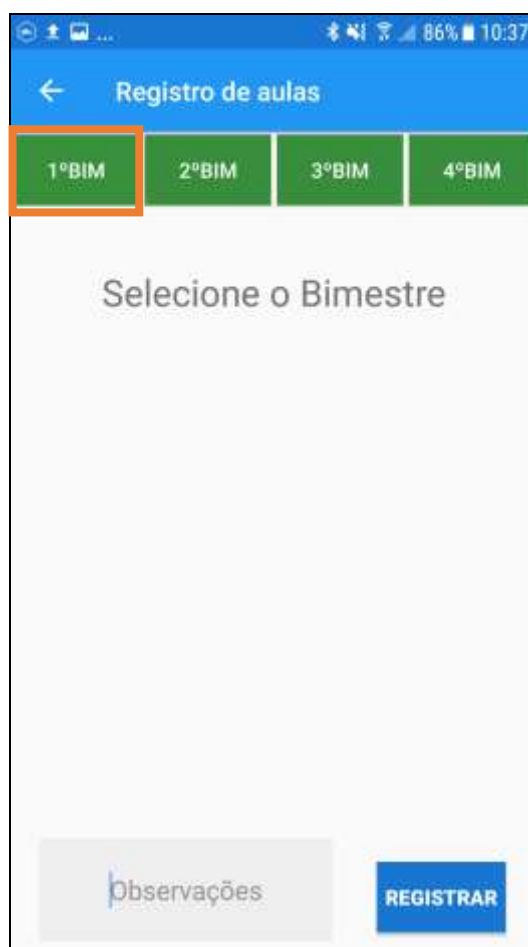 ... 86% 10:37
Registro de aulas
1ºBIM 2ºBIM 3ºBIM 4ºBIM
Selecione o Bimestre
Observações REGISTRAR